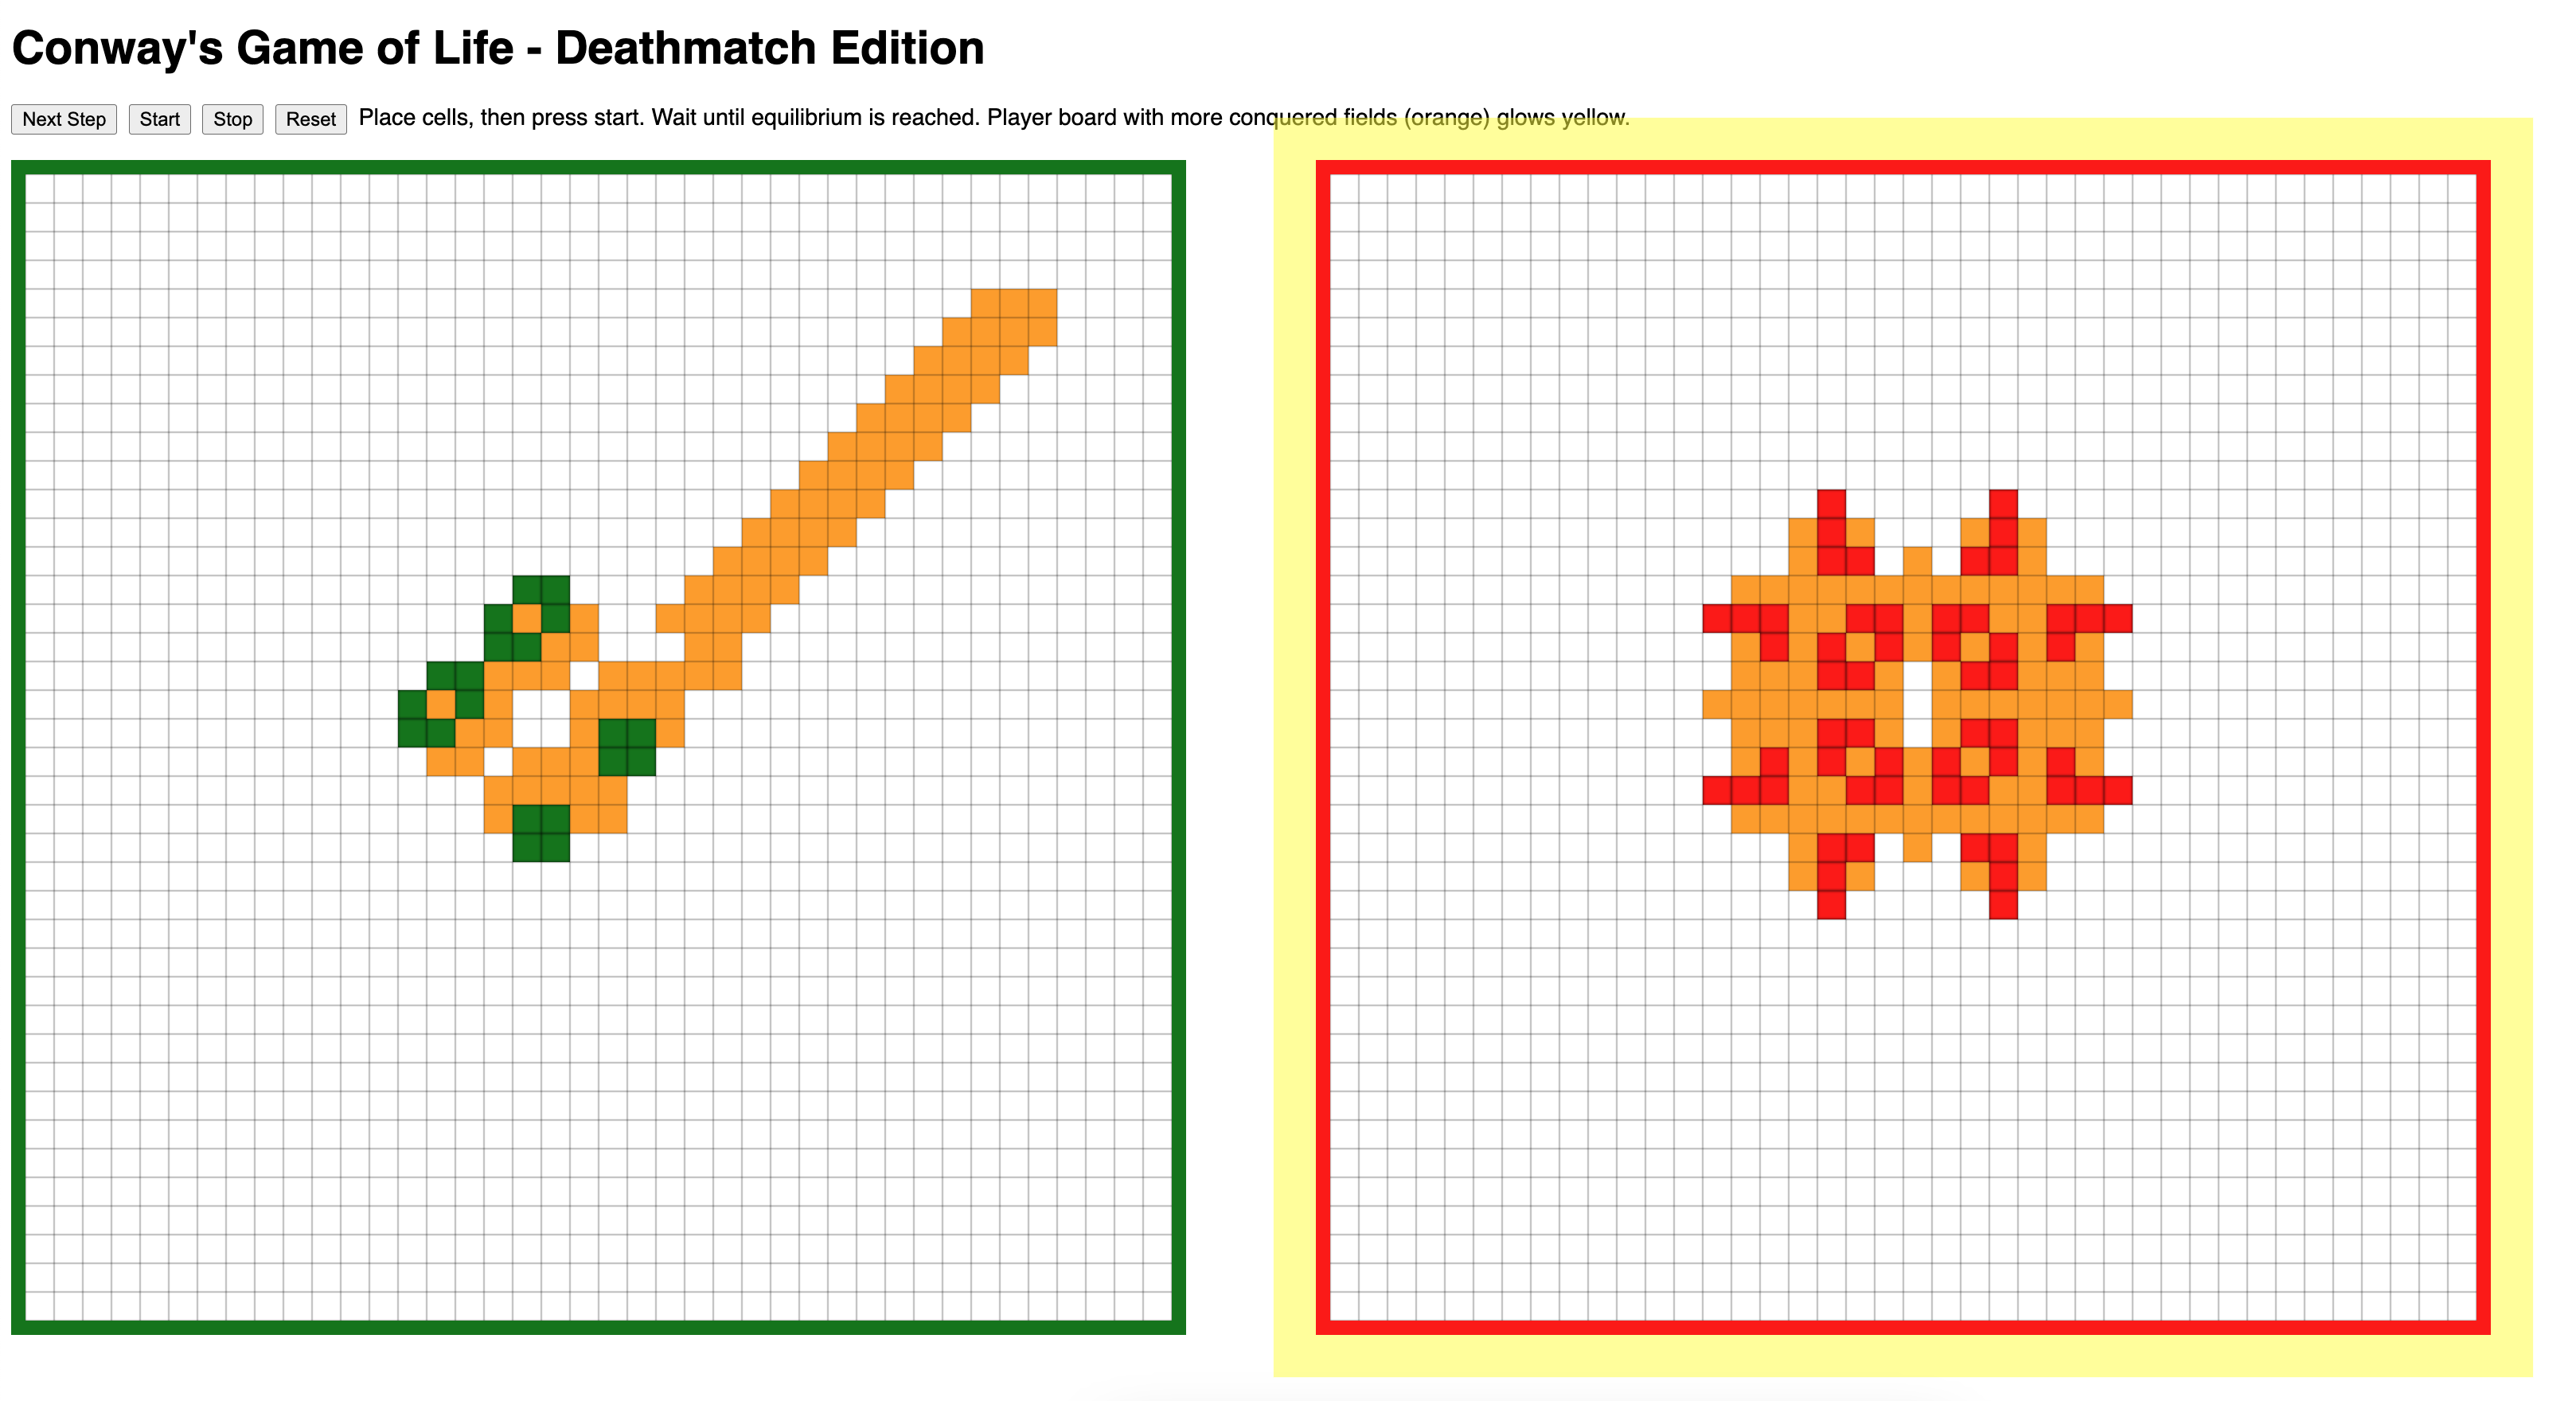 Conway's Game of Life - Deathmatch Edition
Next Step Start Stop Reset Place cells, then press start. Wait until equilibrium is reached. Player board with more conquered fields (orange) glows yellow.